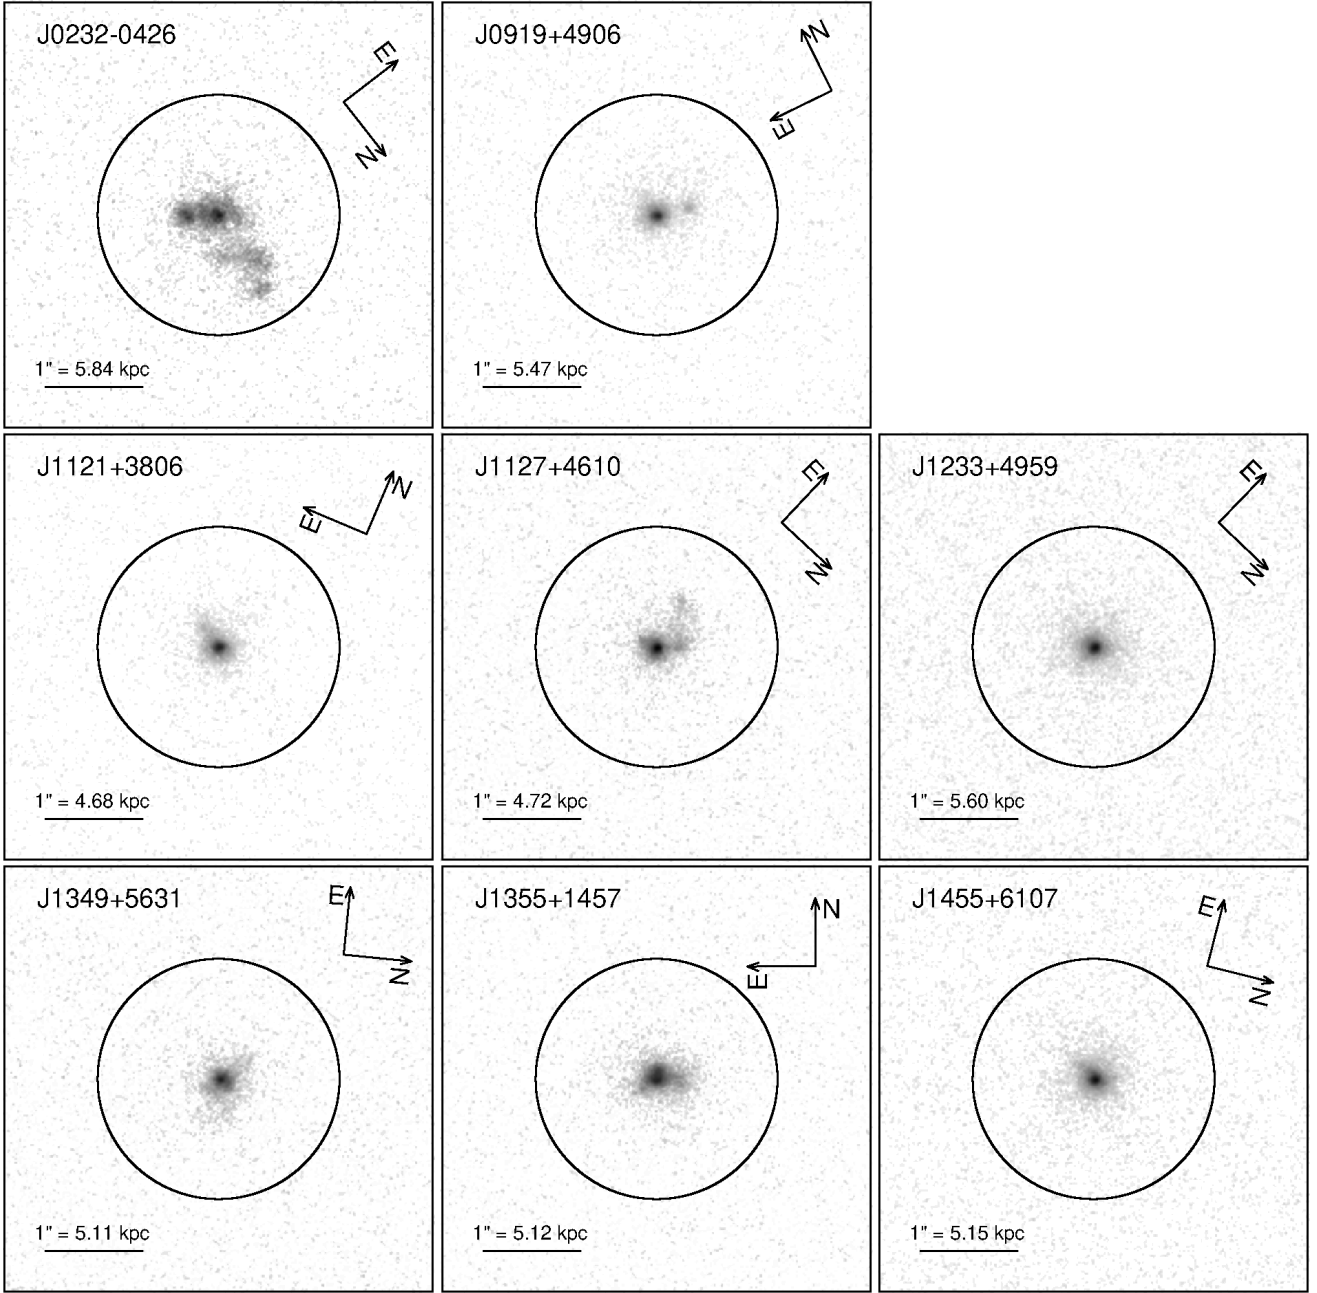 J0232-0426
E
N
1" = 5.84 kpc
J0919+4906
N
E
1" = 5.47 kpc
J1121+3806
N
E
1" = 4.68 kpc
J1127+4610
E
N
1" = 4.72 kpc
J1233+4959
E
N
1" = 5.60 kpc
J1349+5631
E
N
1" = 5.11 kpc
J1355+1457
N
E
1" = 5.12 kpc
J1455+6107
E
N
1" = 5.15 kpc